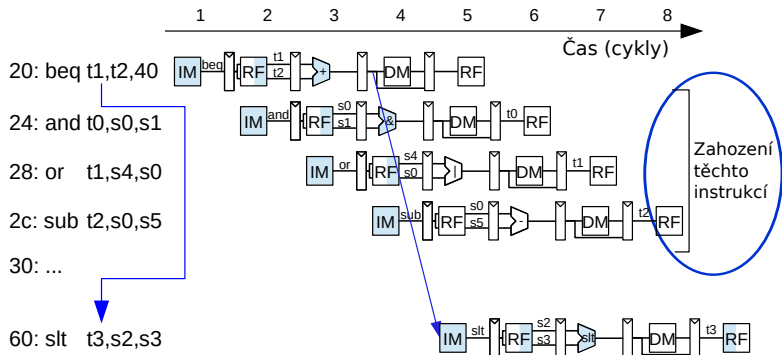 1 2 3 4 5 6 7 8
Čas (cykly)
20: beq t1,t2,40
IM beq RF t1 t2 + DM RF
24: and t0,s0,s1
IM and RF s0 s1 & DM t0 RF
28: or t1,s4,s0
IM or RF s4 s0 | DM t1 RF
2c: sub t2,s0,s5
IM sub RF s0 s5 - DM t2 RF
Zahození
těchto
instrukcí
30: ...
60: slt t3,s2,s3
IM slt RF s2 s3 slt DM t3 RF